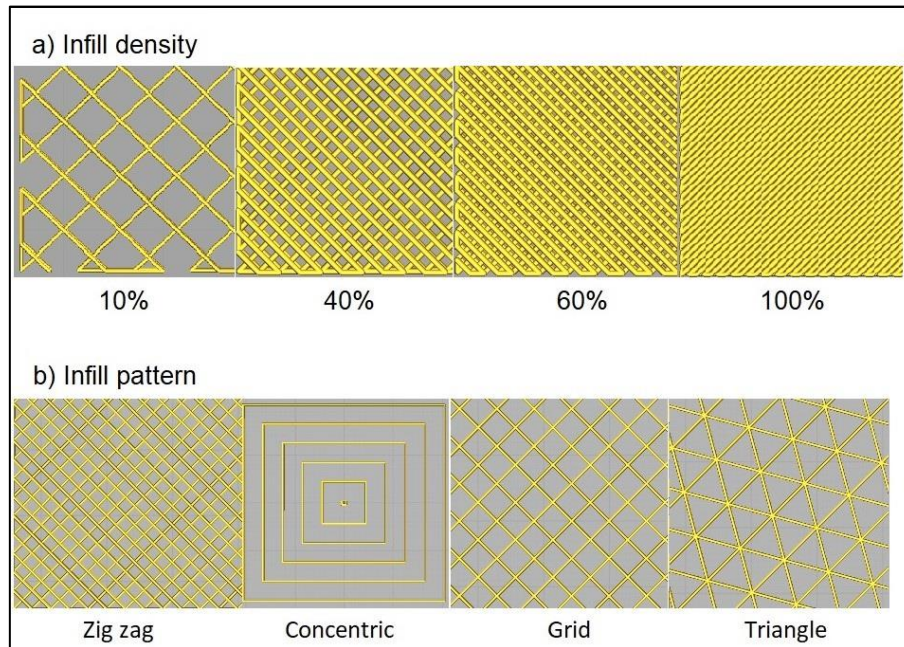 a) Infill density
10% 40% 60% 100%
b) Infill pattern
Zig zag Concentric Grid Triangle